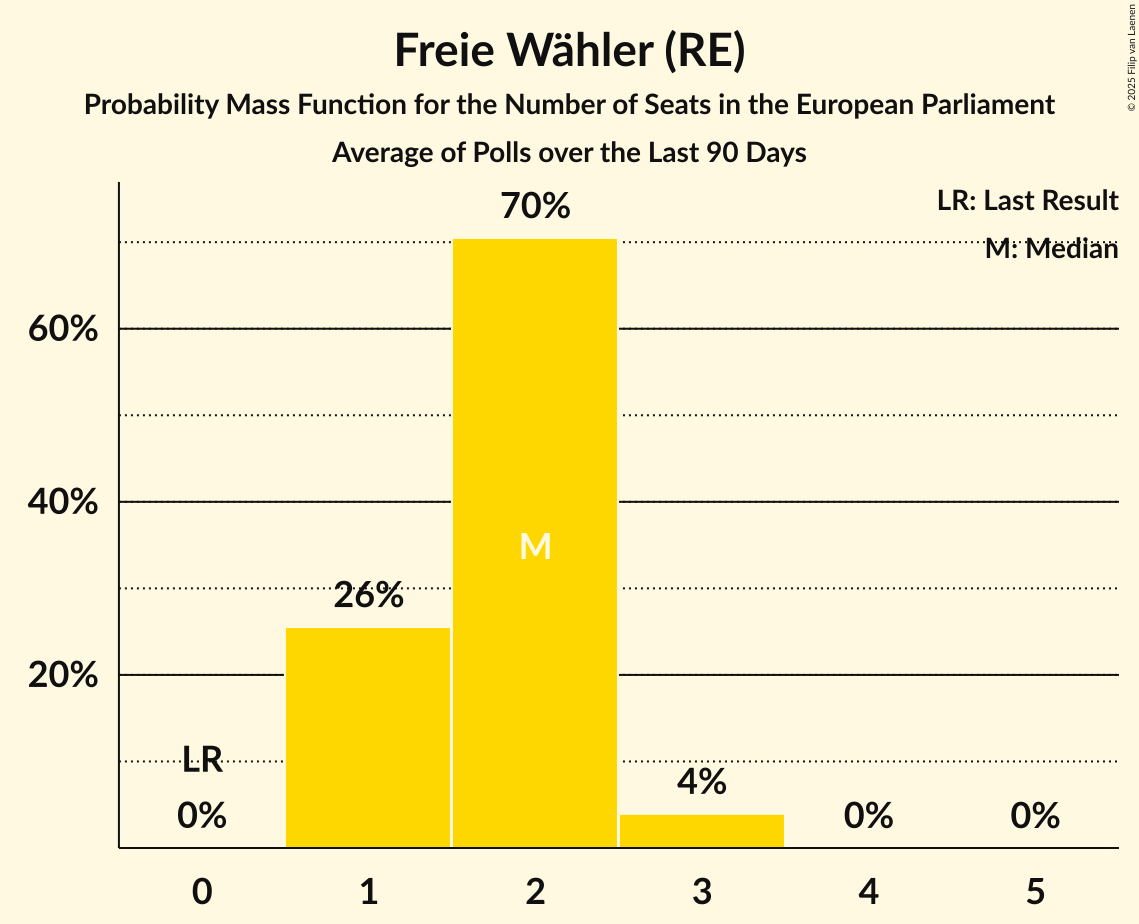 Freie Wähler (RE)
Probability Mass Function for the Number of Seats in the European Parliament
Average of Polls over the Last 90 Days
© 2025 Filip van Laenen
LR: Last Result
M: Median
70%
60%
40%
M
26%
20%
LR
4%
0%
0%
0%
0
1
2
3
4
5